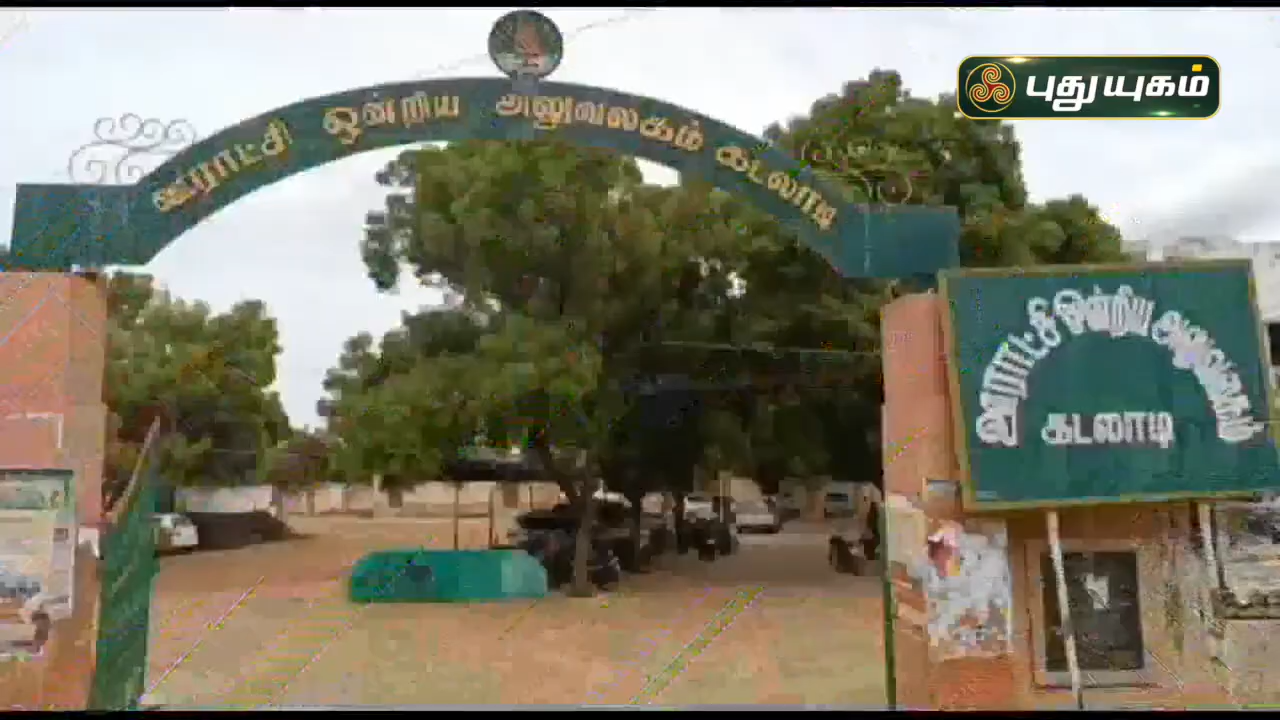 ஊராட்சி ஒன்றிய அலுவலகம் கடலாடி
புதுயுகம்
ஊராட்சி ஒன்றிய அலுவலகம்
கடலாடி